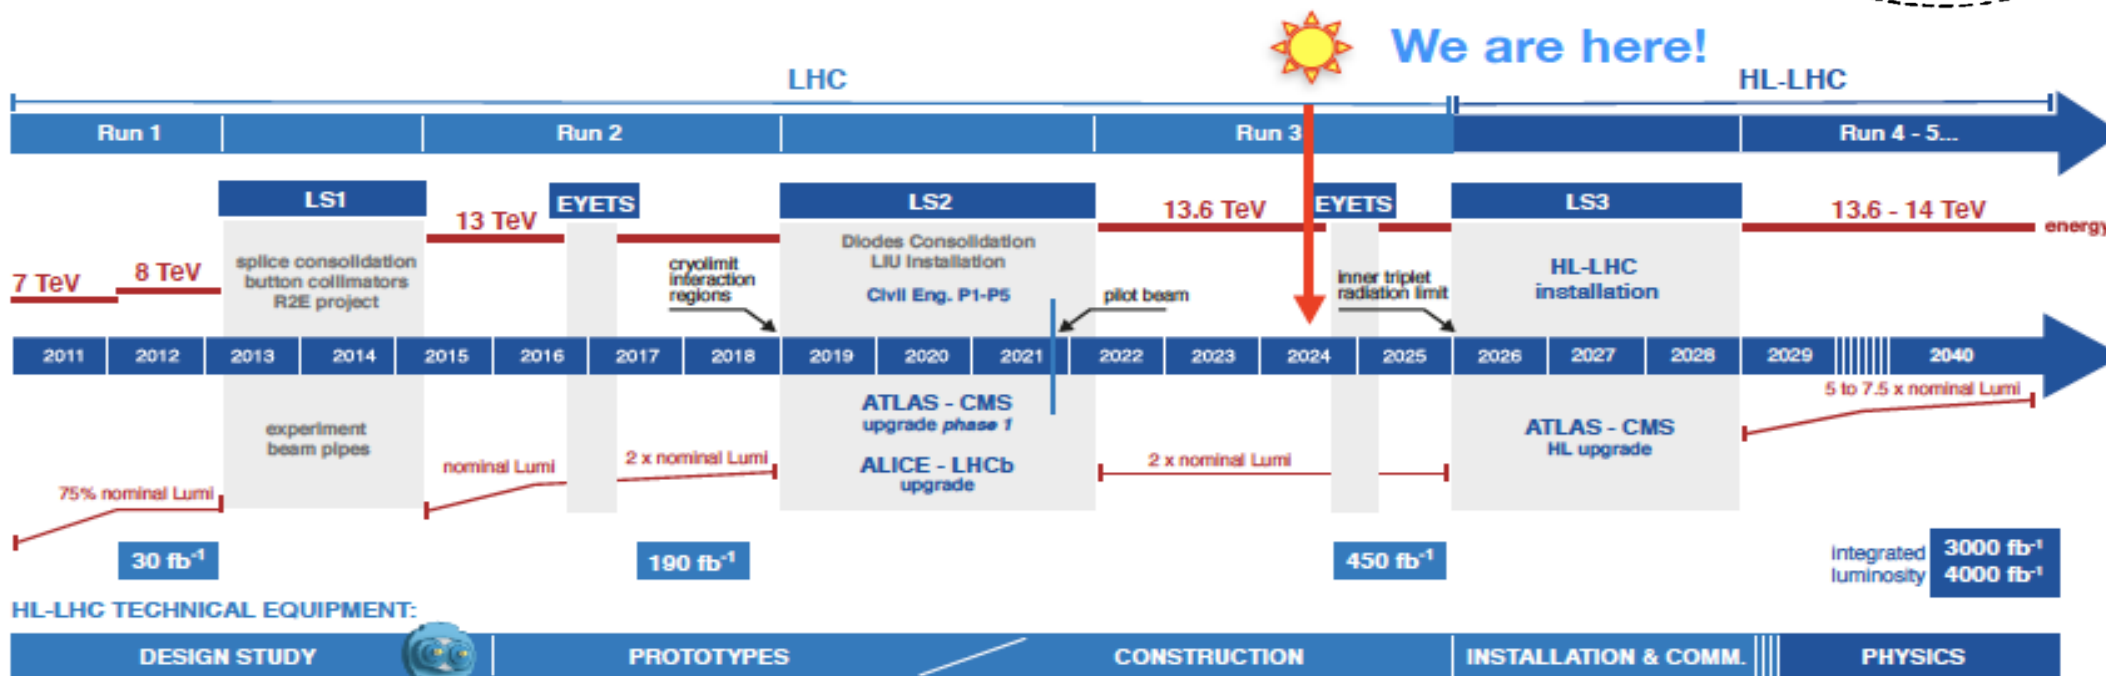 We are here!
LHC
HL-LHC
Run 1
Run 2
Run 3
Run 4 - 5...
LS1
EYETS
LS2
EYETS
LS3
13 TeV
13.6 TeV
13.6 - 14 TeV
energy
7 TeV
8 TeV
splice consolidation
button collimators
R2E project
cryolimit
interaction
regions
Diodes Consolidation
LIU Installation
Civil Eng. P1-P5
pilot beam
inner triplet
radiation limit
HL-LHC
installation
2011
2012
2013
2014
2015
2016
2017
2018
2019
2020
2021
2022
2023
2024
2025
2026
2027
2028
2029
2040
5 to 7.5 x nominal Lumi
experiment
beam pipes
ATLAS - CMS
upgrade phase 1
ALICE - LHCb
upgrade
ATLAS - CMS
HL upgrade
75% nominal Lumi
nominal Lumi
2 x nominal Lumi
2 x nominal Lumi
30 fb⁻¹
190 fb⁻¹
450 fb⁻¹
integrated
luminosity
3000 fb⁻¹
4000 fb⁻¹
HL-LHC TECHNICAL EQUIPMENT:
DESIGN STUDY
PROTOTYPES
CONSTRUCTION
INSTALLATION & COMM.
PHYSICS